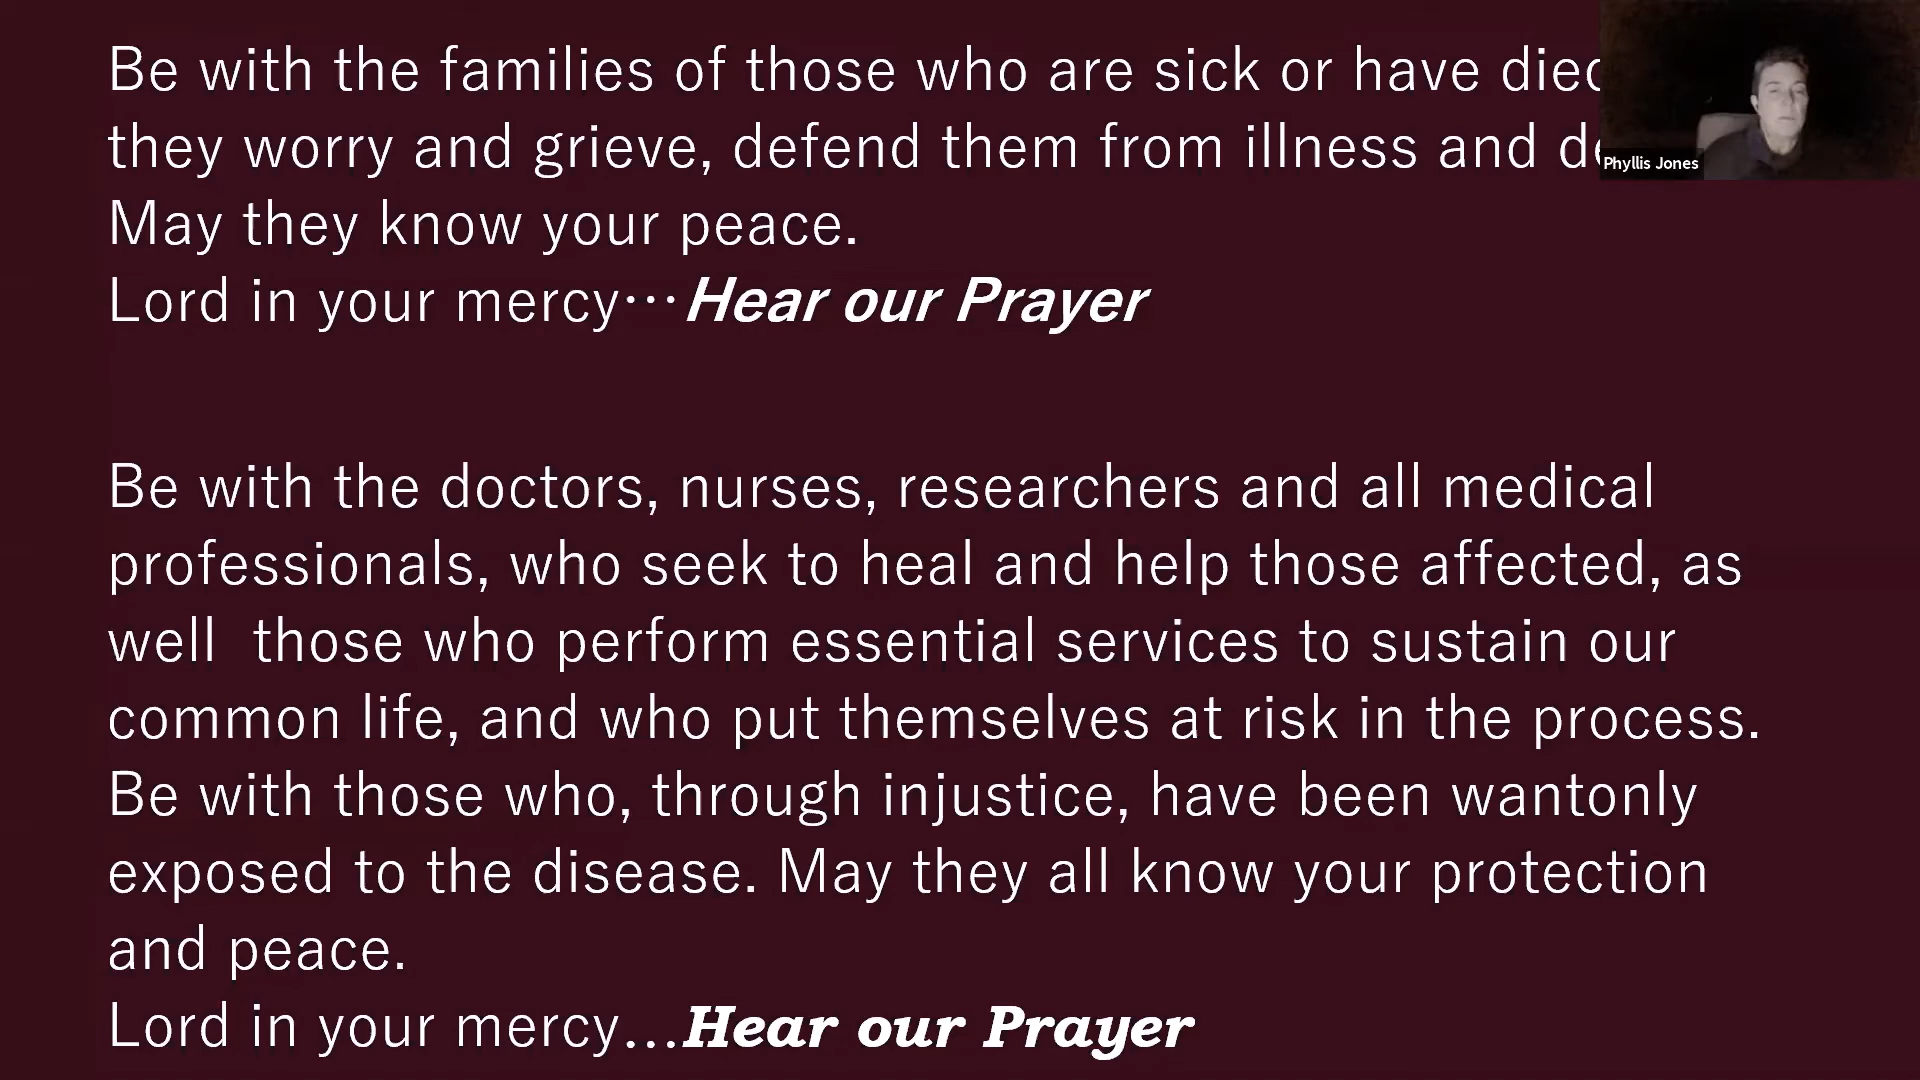 Be with the families of those who are sick or have
they worry and grieve, defend them from illness and
May they know your peace.
Lord in your mercy…Hear our Prayer
Be with the doctors, nurses, researchers and all medical
professionals, who seek to heal and help those affected, as
well those who perform essential services to sustain our
common life, and who put themselves at risk in the process.
Be with those who, through injustice, have been wantonly
exposed to the disease. May they all know your protection
and peace.
Lord in your mercy...Hear our Prayer
Phyllis Jones